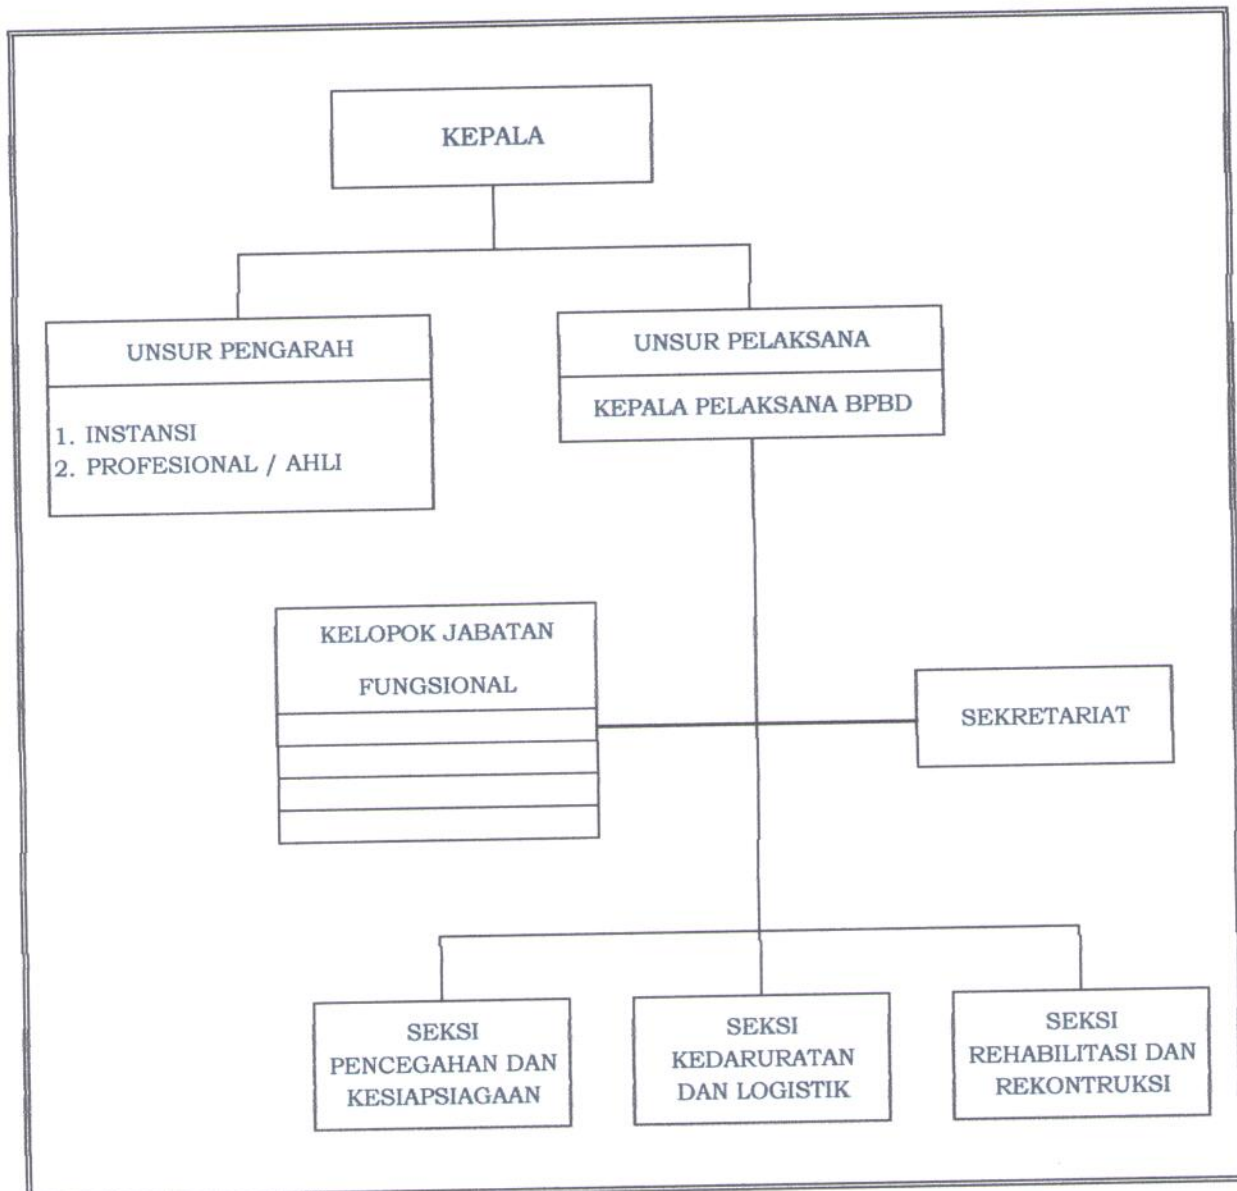 KEPALA
UNSUR PENGARAH
1. INSTANSI
2. PROFESIONAL / AHLI
UNSUR PELAKSANA
KEPALA PELAKSANA BPBD
KELOPOK JABATAN
FUNGSIONAL
SEKRETARIAT
SEKSI
PENCEGAHAN DAN
KESIAPSIAGAAN
SEKSI
KEDARURATAN
DAN LOGISTIK
SEKSI
REHABILITASI DAN
REKONTRUKSI